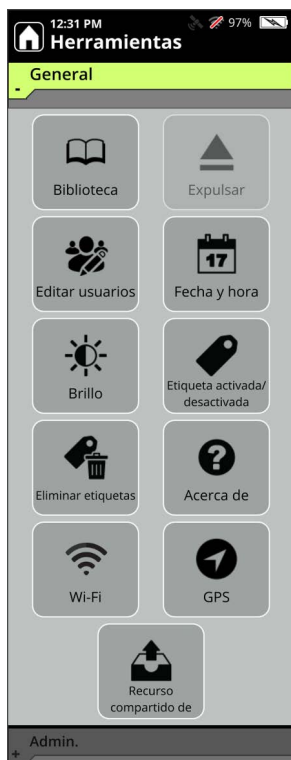 12:31 PM
97%
Herramientas
General
-
Biblioteca
Expulsar
17
Editar usuarios
Fecha y hora
Brillo
Etiqueta activada/
desactivada
?
Eliminar etiquetas
Acerca de
Wi-Fi
GPS
Recurso
compartido de
Admin.
+